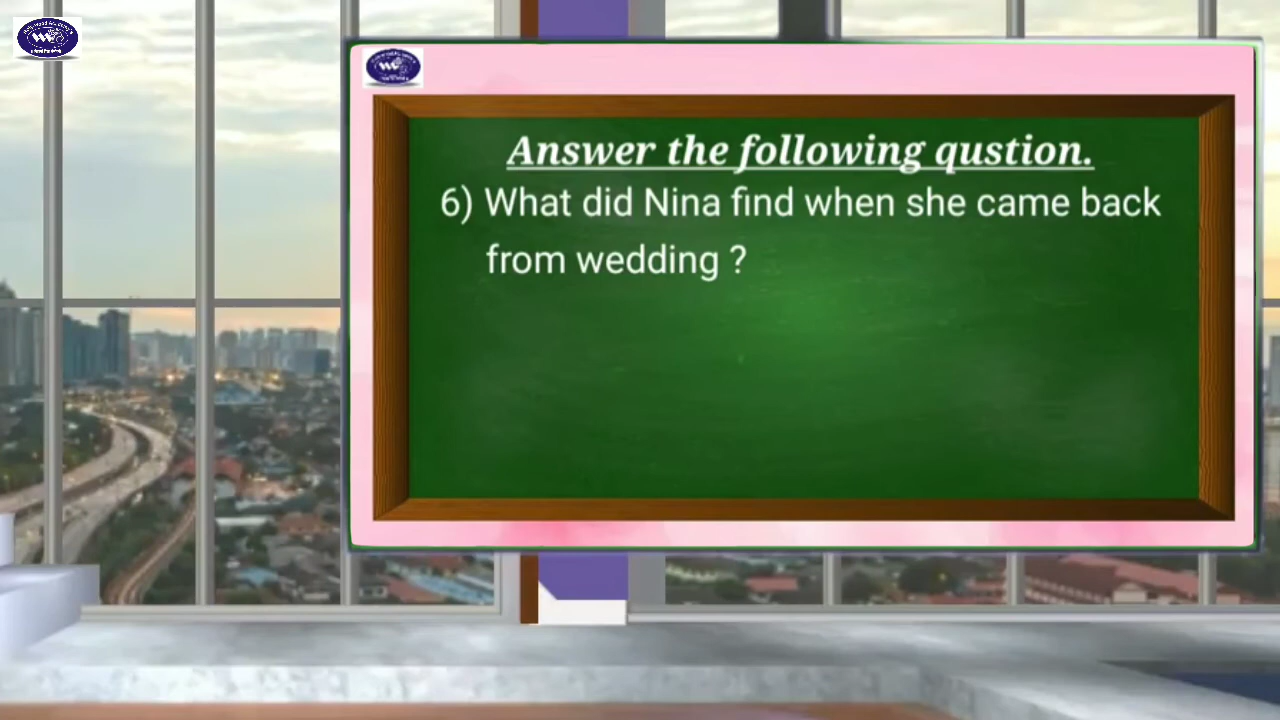 Answer the following qustion.
6) What did Nina find when she came back
from wedding ?